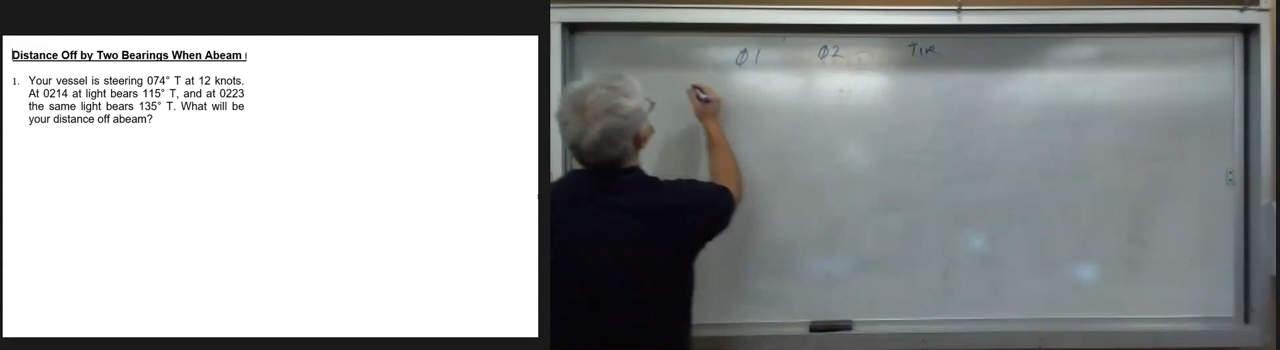 Distance Off by Two Bearings When Abeam
1. Your vessel is steering 074° T at 12 knots.
At 0214 at light bears 115° T, and at 0223
the same light bears 135° T. What will be
your distance off abeam?
Ø1 Ø2